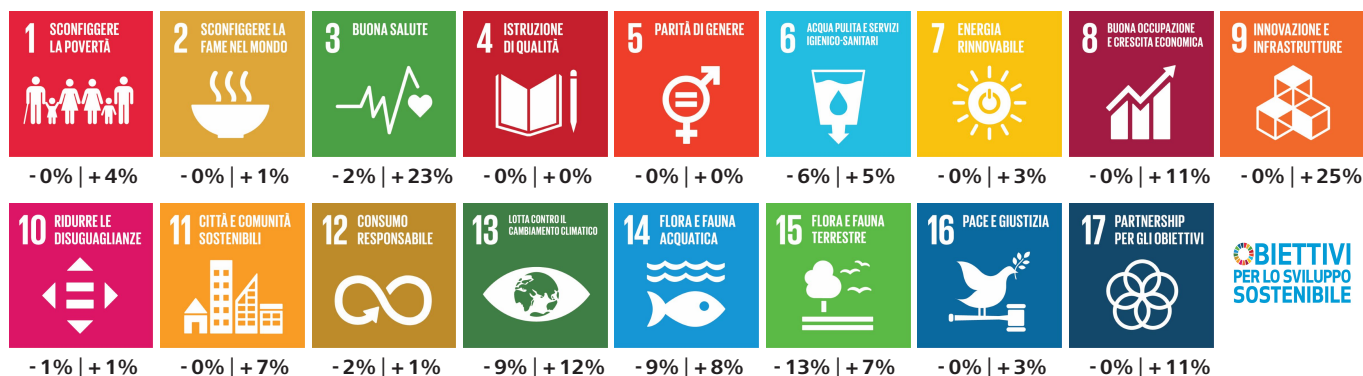 1 SCONFIGGERE
LA POVERTÀ
2 SCONFIGGERE LA
FAME NEL MONDO
3 BUONA SALUTE
4 ISTRUZIONE
DI QUALITÀ
5 PARITÀ DI GENERE
6 ACQUA PULITA E SERVIZI
IGIENICO-SANITARI
7 ENERGIA
RINNOVABILE
8 BUONA OCCUPAZIONE
E CRESCITA ECONOMICA
9 INNOVAZIONE E
INFRASTRUTTURE
-0% | +4%
-0% | +1%
-2% | +23%
-0% | +0%
-0% | +0%
-6% | +5%
-0% | +3%
-0% | +11%
-0% | +25%
10 RIDURRE LE
DISUGUAGLIANZE
11 CITTÀ E COMUNITÀ
SOSTENIBILI
12 CONSUMO
RESPONSABILE
13 LOTTA CONTRO IL
CAMBIAMENTO CLIMATICO
14 FLORA E FAUNA
ACQUATICA
15 FLORA E FAUNA
TERRESTRE
16 PACE E GIUSTIZIA
17 PARTNERSHIP
PER GLI OBIETTIVI
OBIETTIVI
PER LO SVILUPPO
SOSTENIBILE
-1% | +1%
-0% | +7%
-2% | +1%
-9% | +12%
-9% | +8%
-13% | +7%
-0% | +3%
-0% | +11%